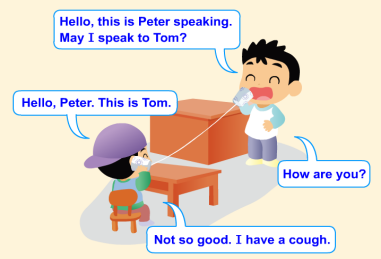 Hello, this is Peter speaking.
May I speak to Tom?
Hello, Peter. This is Tom.
How are you?
Not so good. I have a cough.